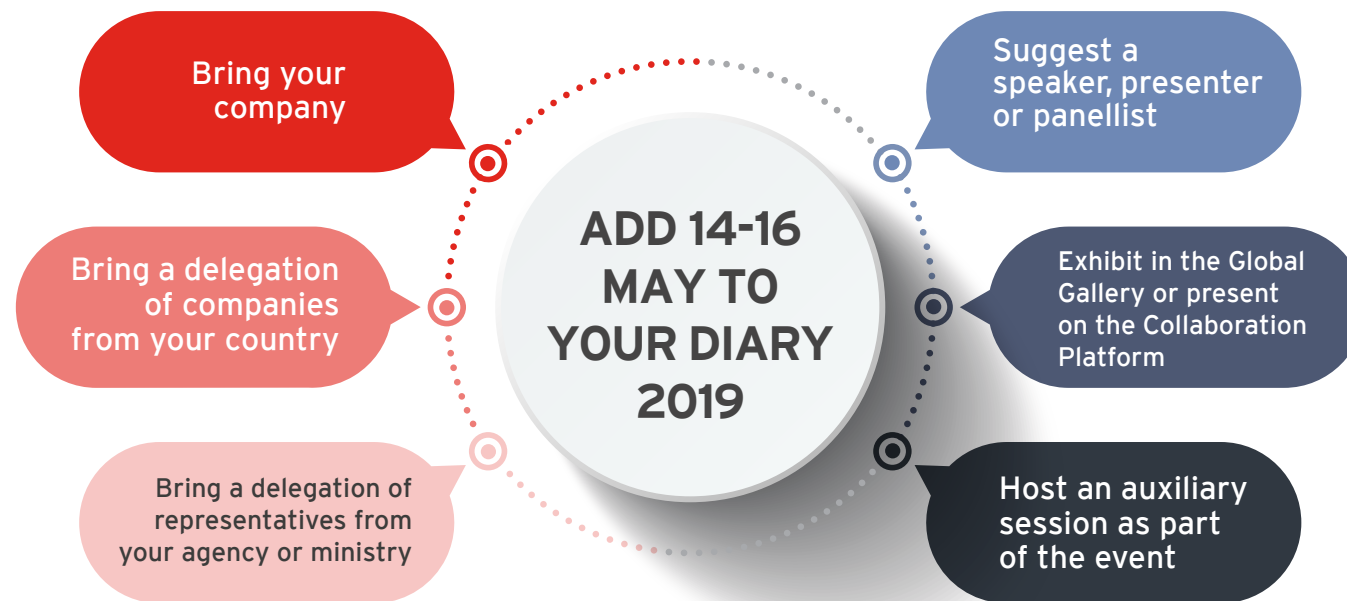 Bring your
company
Bring a delegation
of companies
from your country
Bring a delegation of
representatives from
your agency or ministry
ADD 14-16
MAY TO
YOUR DIARY
2019
Suggest a
speaker, presenter
or panellist
Exhibit in the Global
Gallery or present
on the Collaboration
Platform
Host an auxiliary
session as part
of the event